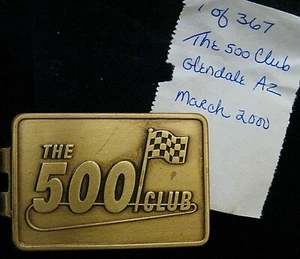 1 of 367
The 500 Club
Glendale AZ
March 2000
THE
500
CLUB